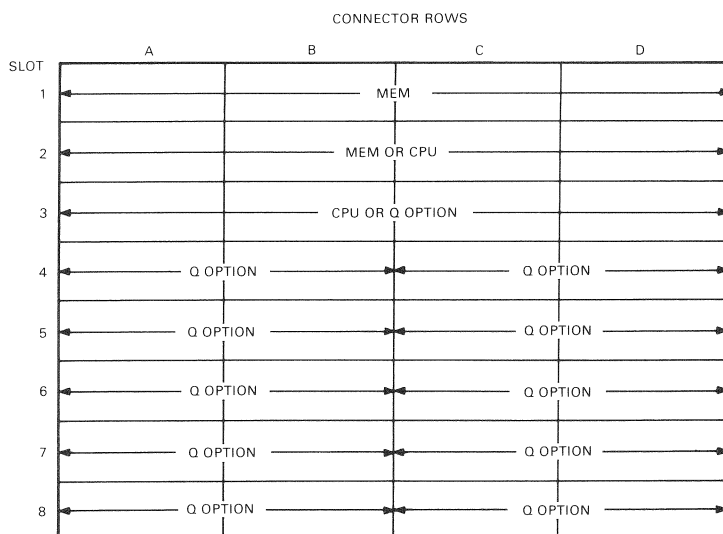 CONNECTOR ROWS
A B C D
SLOT
1 MEM
2 MEM OR CPU
3 CPU OR Q OPTION
4 Q OPTION Q OPTION
5 Q OPTION Q OPTION
6 Q OPTION Q OPTION
7 Q OPTION Q OPTION
8 Q OPTION Q OPTION